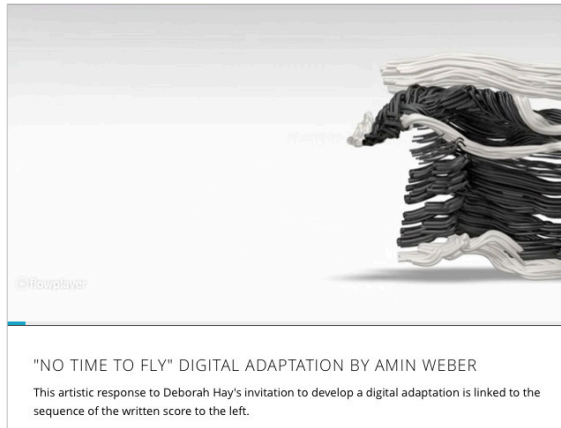 flowplayer
"NO TIME TO FLY" DIGITAL ADAPTATION BY AMIN WEBER
This artistic response to Deborah Hay's invitation to develop a digital adaptation is linked to the
sequence of the written score to the left.